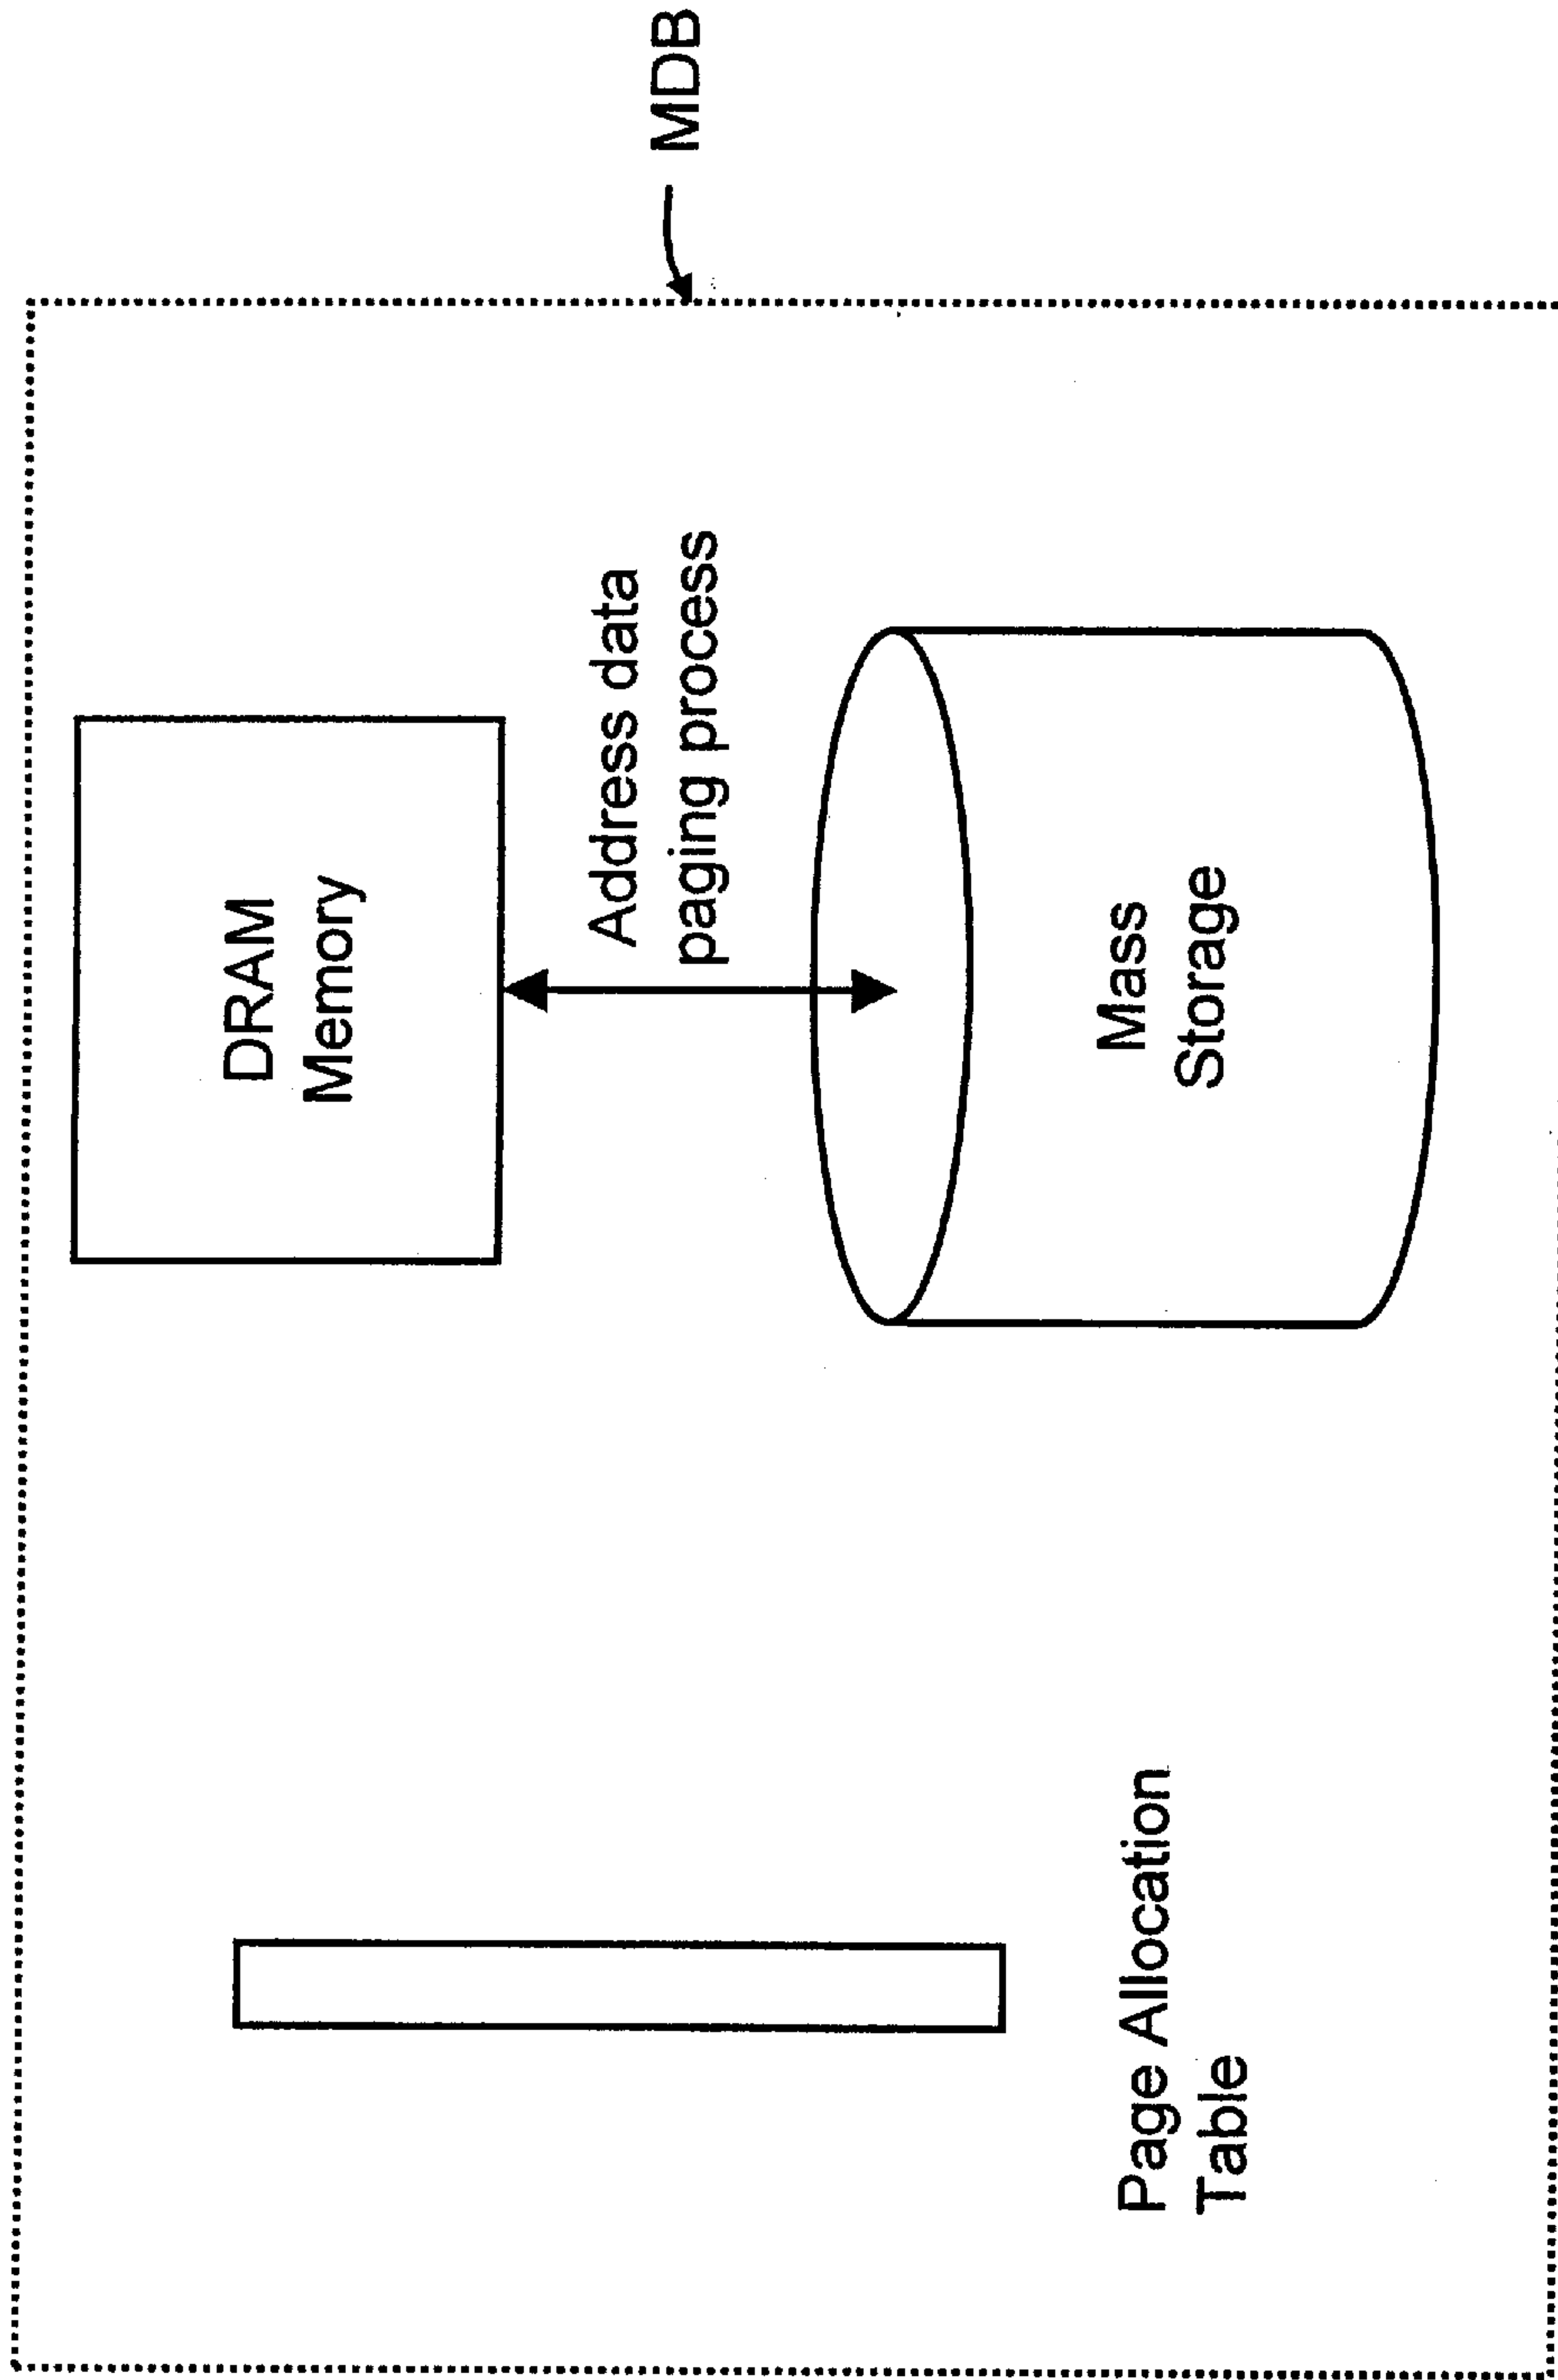 DRAM
Memory
Address data
paging process
Mass
Storage
Page Allocation
Table
MDB